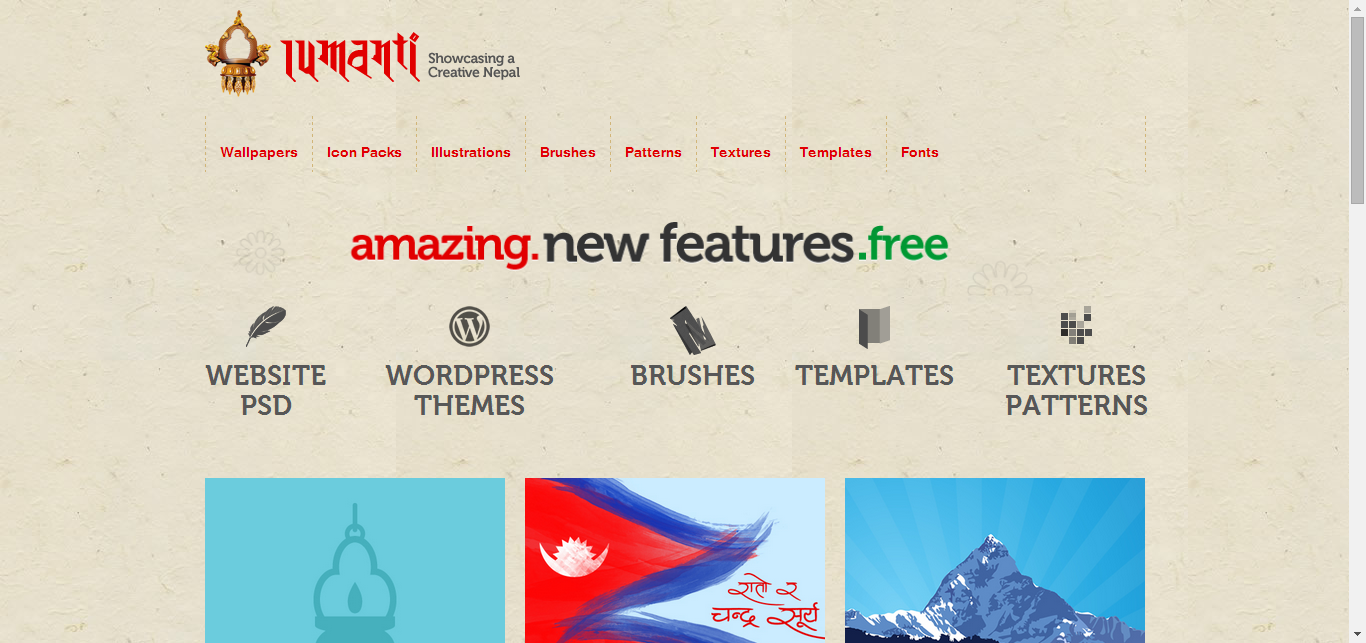 lumanti
Showcasing a
Creative Nepal
Wallpapers
Icon Packs
Illustrations
Brushes
Patterns
Textures
Templates
Fonts
amazing.new features.free
WEBSITE
PSD
WORDPRESS
THEMES
BRUSHES
TEMPLATES
TEXTURES
PATTERNS
रातो र
चन्द्र सूर्य